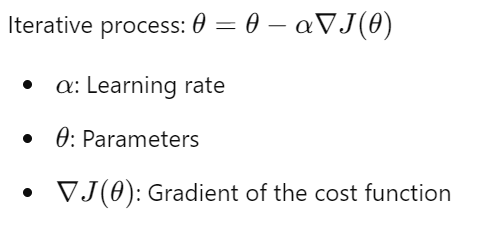 Iterative process: θ = θ − α∇J(θ)
• α: Learning rate
• θ: Parameters
• ∇J(θ): Gradient of the cost function